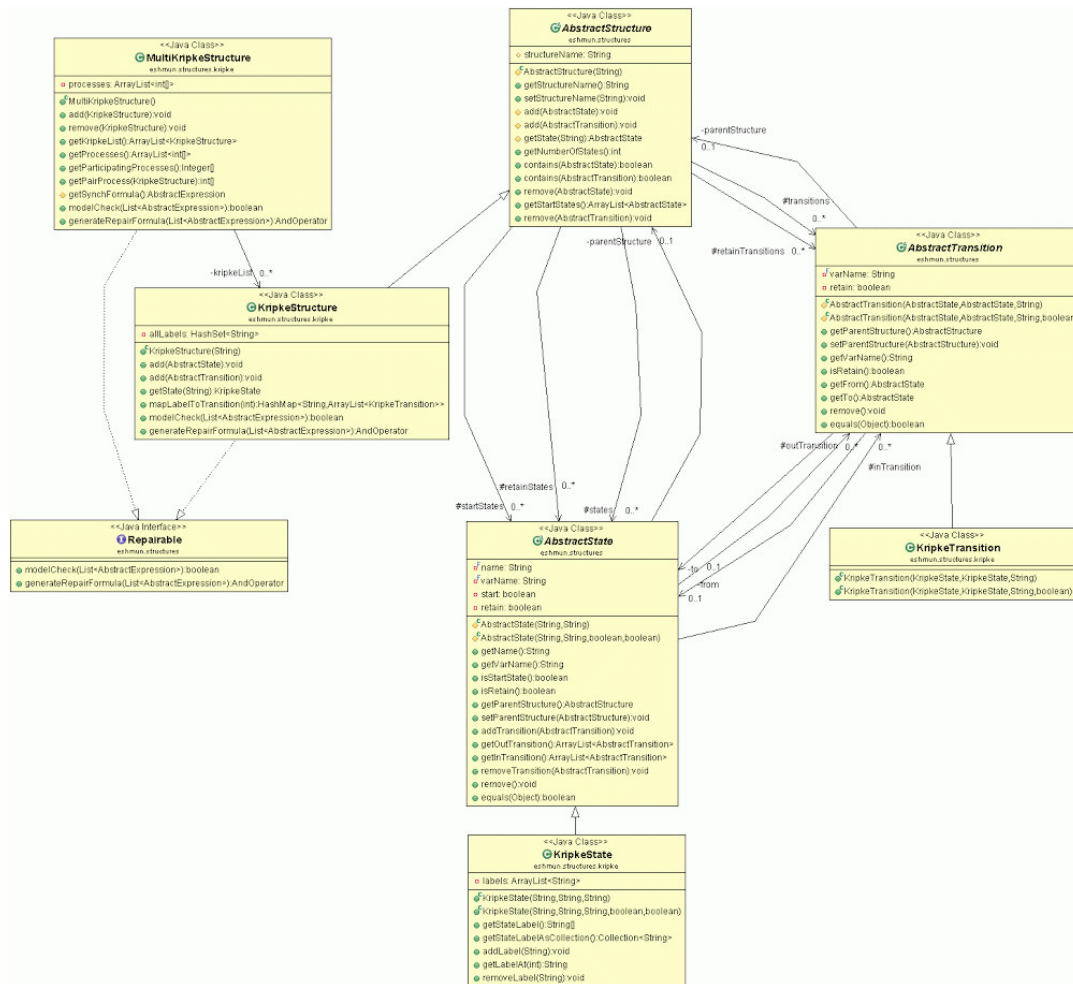 <<Java Class>>
MultiKripkeStructure
eshmun.structures.kripke
processes: ArrayList<int[]>
MultiKripkeStructure()
add(KripkeStructure):void
remove(KripkeStructure):void
getKripkeList():ArrayList<KripkeStructure>
getProcesses():ArrayList<int[]>
getParticipatingProcesses():Integer[]
getPairProcess(KripkeStructure):int[]
getSynchFormula():AbstractExpression
modelCheck(List<AbstractExpression>):boolean
generateRepairFormula(List<AbstractExpression>):AndOperator
<<Java Class>>
AbstractStructure
eshmun.structures
structureName: String
AbstractStructure(String)
getStructureName():String
setStructureName(String):void
add(AbstractState):void
add(AbstractTransition):void
getState(String):AbstractState
getNumberOfStates():int
contains(AbstractState):boolean
contains(AbstractTransition):boolean
remove(AbstractState):void
getStartStates():ArrayList<AbstractState>
remove(AbstractTransition):void
-parentStructure
0..1
#transitions
0..*
#retainTransitions 0..*
-parentStructure 0..1
-kripkeList 0..*
<<Java Class>>
KripkeStructure
eshmun.structures.kripke
allLabels: HashSet<String>
KripkeStructure(String)
add(AbstractState):void
add(AbstractTransition):void
getState(String):KripkeState
mapLabelToTransition(int):HashMap<String,ArrayList<KripkeTransition>>
modelCheck(List<AbstractExpression>):boolean
generateRepairFormula(List<AbstractExpression>):AndOperator
<<Java Class>>
AbstractTransition
eshmun.structures
varName: String
retain: boolean
AbstractTransition(AbstractState,AbstractState,String)
AbstractTransition(AbstractState,AbstractState,String,boolean
getParentStructure():AbstractStructure
setParentStructure(AbstractStructure):void
getVarName():String
isRetain():boolean
getFrom():AbstractState
getTo():AbstractState
remove():void
equals(Object):boolean
#outTransition 0..* 0..*
#inTransition
#retainStates 0..*
#startStates 0..*
#states 0..*
<<Java Interface>>
Repairable
eshmun.structures
modelCheck(List<AbstractExpression>):boolean
generateRepairFormula(List<AbstractExpression>):AndOperator
<<Java Class>>
AbstractState
eshmun.structures
name: String
varName: String
start: boolean
retain: boolean
AbstractState(String,String)
AbstractState(String,String,boolean,boolean)
getName():String
getVarName():String
isStartState():boolean
isRetain():boolean
getParentStructure():AbstractStructure
setParentStructure(AbstractStructure):void
addTransition(AbstractTransition):void
getOutTransition():ArrayList<AbstractTransition>
getInTransition():ArrayList<AbstractTransition>
removeTransition(AbstractTransition):void
remove():void
equals(Object):boolean
-to 0..1
-from
0..1
<<Java Class>>
KripkeTransition
eshmun.structures.kripke
KripkeTransition(KripkeState,KripkeState,String)
KripkeTransition(KripkeState,KripkeState,String,boolean)
<<Java Class>>
KripkeState
eshmun.structures.kripke
labels: ArrayList<String>
KripkeState(String,String,String)
KripkeState(String,String,String,boolean,boolean)
getStateLabel():String[]
getStateLabelAsCollection():Collection<String>
addLabel(String):void
getLabelAt(int):String
removeLabel(String):void